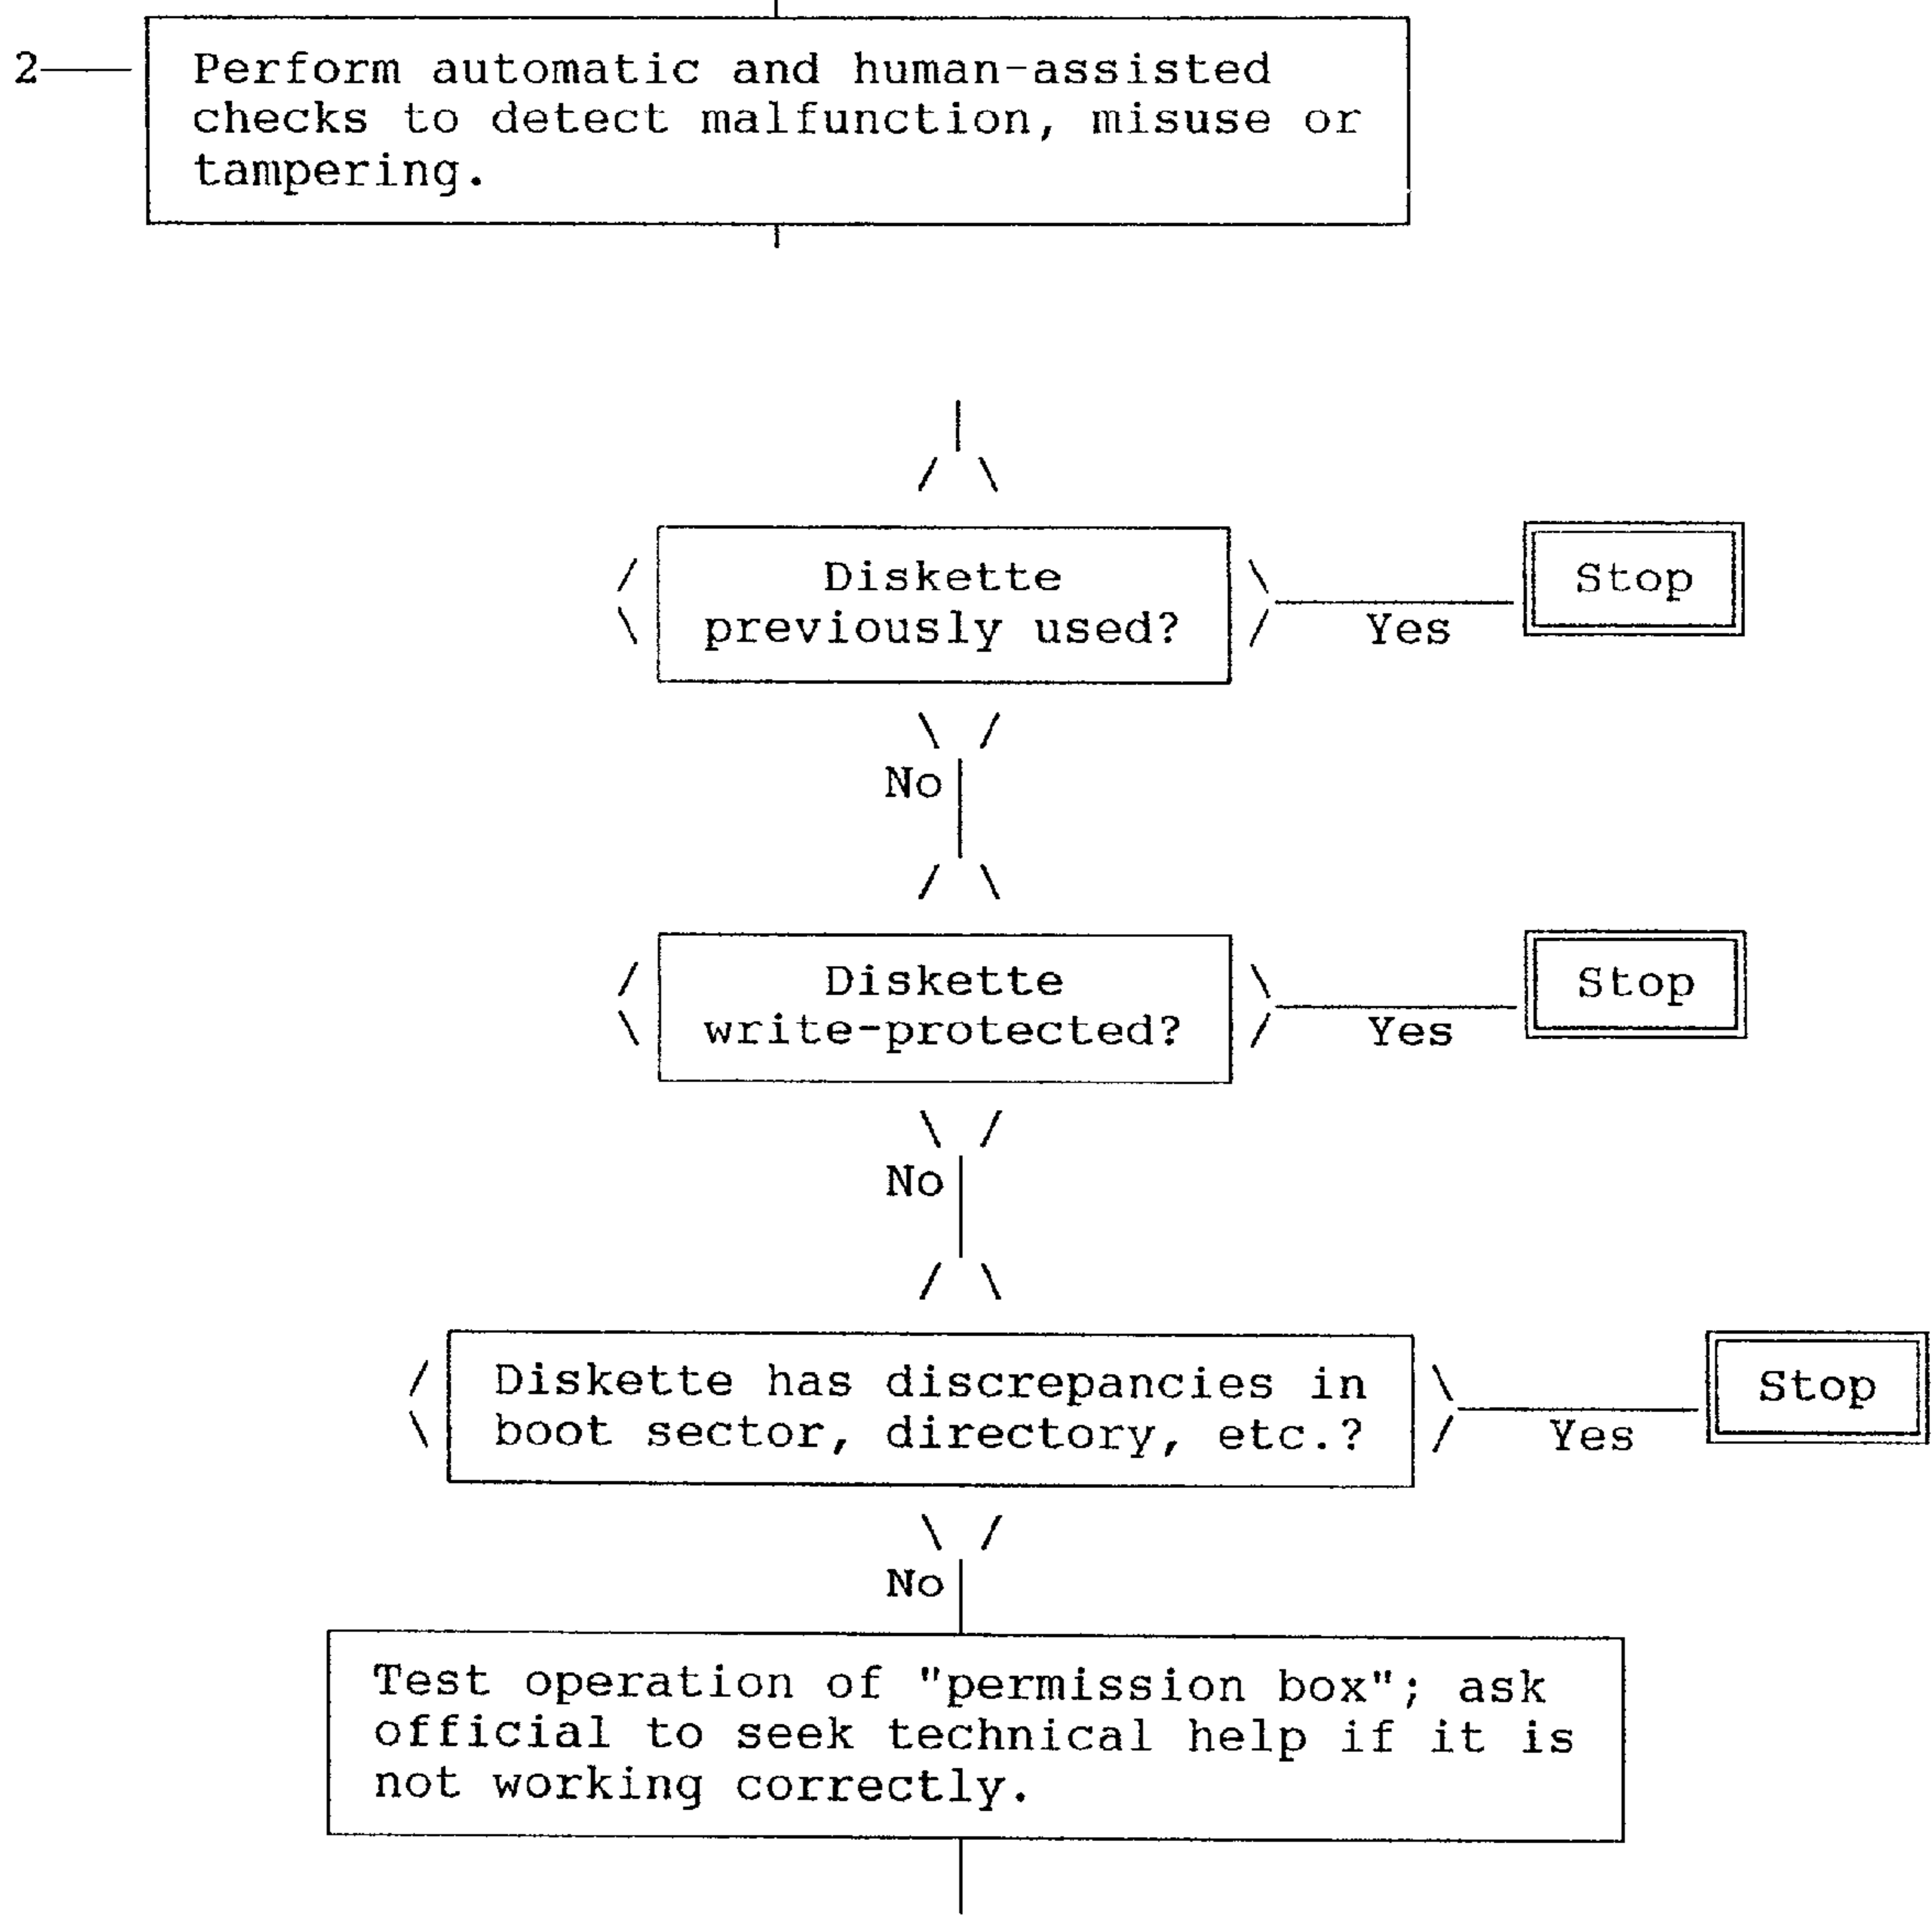 2
Perform automatic and human-assisted
checks to detect malfunction, misuse or
tampering.
Diskette
previously used?
Yes
Stop
No
Diskette
write-protected?
Yes
Stop
No
Diskette has discrepancies in
boot sector, directory, etc.?
Yes
Stop
No
Test operation of "permission box"; ask
official to seek technical help if it is
not working correctly.